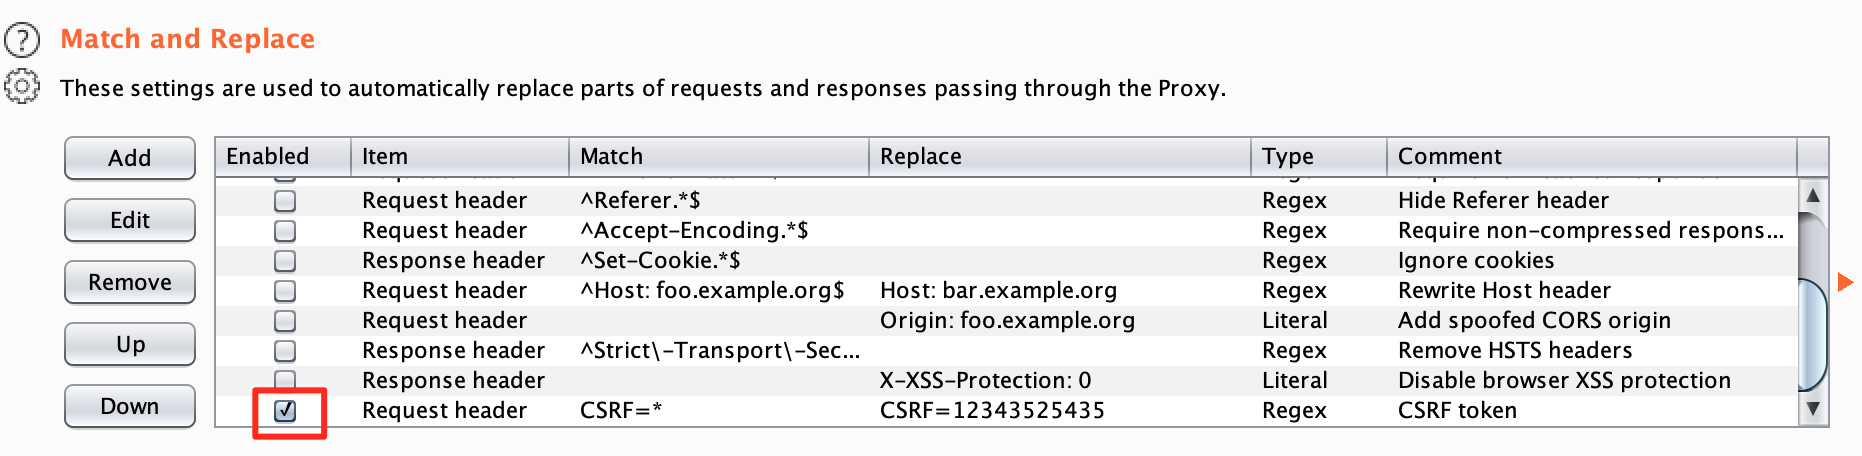 ?
Match and Replace
These settings are used to automatically replace parts of requests and responses passing through the Proxy.
Add
Edit
Remove
Up
Down
Enabled Item Match Replace Type Comment
Request header ^Referer.*$ Regex Hide Referer header
Request header ^Accept-Encoding.*$ Regex Require non-compressed respons...
Response header ^Set-Cookie.*$ Regex Ignore cookies
Request header ^Host: foo.example.org$ Host: bar.example.org Regex Rewrite Host header
Request header Origin: foo.example.org Literal Add spoofed CORS origin
Response header ^Strict\-Transport\-Sec... Regex Remove HSTS headers
Response header X-XSS-Protection: 0 Literal Disable browser XSS protection
Request header CSRF=* CSRF=12343525435 Regex CSRF token